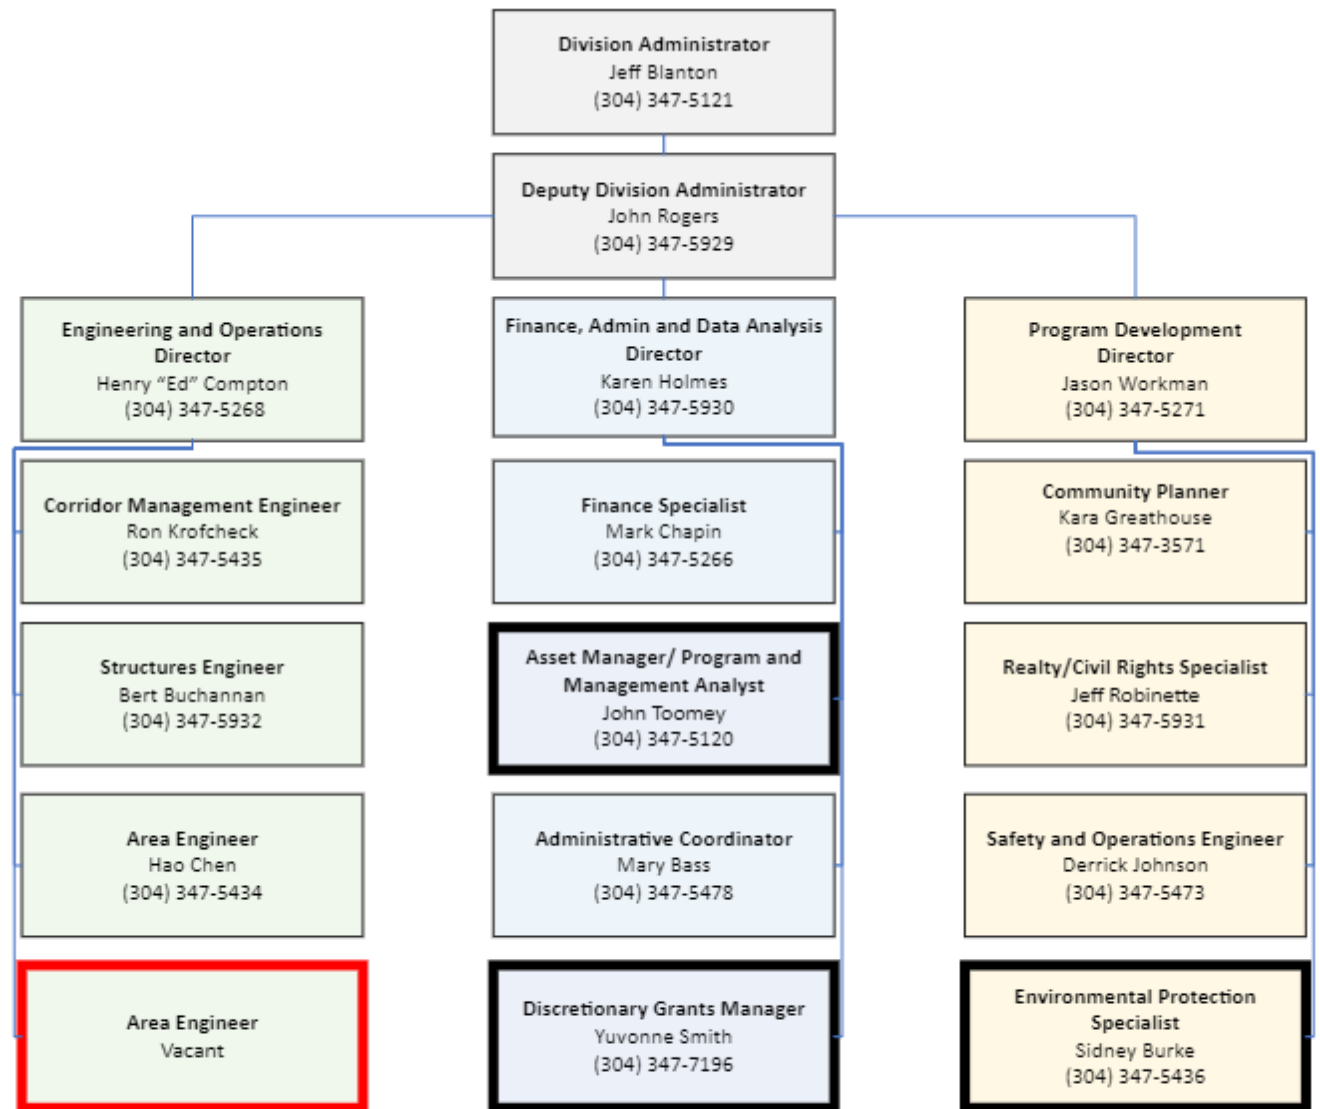 Division Administrator
Jeff Blanton
(304) 347-5121
Deputy Division Administrator
John Rogers
(304) 347-5929
Engineering and Operations
Director
Henry “Ed” Compton
(304) 347-5268
Finance, Admin and Data Analysis
Director
Karen Holmes
(304) 347-5930
Program Development
Director
Jason Workman
(304) 347-5271
Corridor Management Engineer
Ron Krofcheck
(304) 347-5435
Finance Specialist
Mark Chapin
(304) 347-5266
Community Planner
Kara Greathouse
(304) 347-3571
Structures Engineer
Bert Buchannan
(304) 347-5932
Asset Manager/ Program and
Management Analyst
John Toomey
(304) 347-5120
Realty/Civil Rights Specialist
Jeff Robinette
(304) 347-5931
Area Engineer
Hao Chen
(304) 347-5434
Administrative Coordinator
Mary Bass
(304) 347-5478
Safety and Operations Engineer
Derrick Johnson
(304) 347-5473
Area Engineer
Vacant
Discretionary Grants Manager
Yuvonne Smith
(304) 347-7196
Environmental Protection
Specialist
Sidney Burke
(304) 347-5436